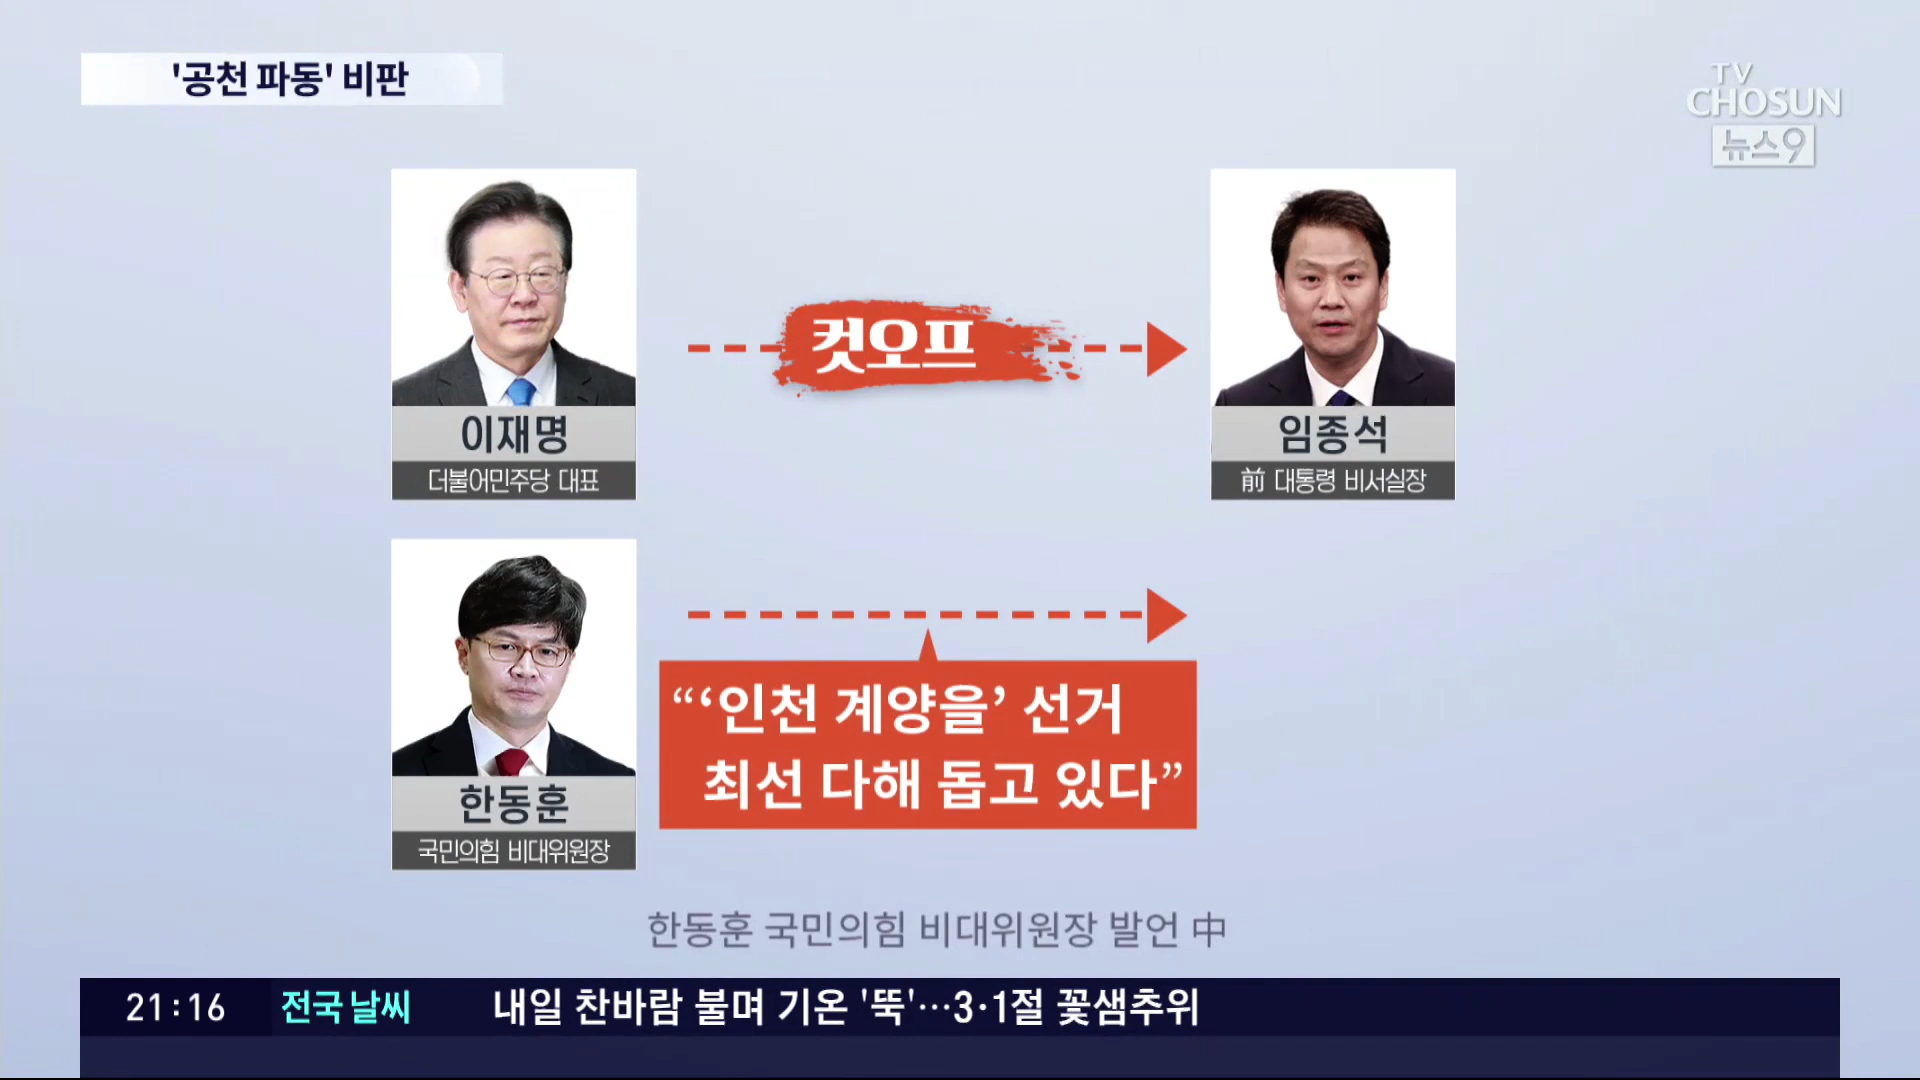 '공천 파동' 비판
TV
CHOSUN
뉴스9
컷오프
이재명
더불어민주당 대표
임종석
前 대통령 비서실장
“‘인천 계양을’ 선거
최선 다해 돕고 있다”
한동훈
국민의힘 비대위원장
한동훈 국민의힘 비대위원장 발언 中
21:16 전국 날씨 내일 찬바람 불며 기온 '뚝'…3·1절 꽃샘추위